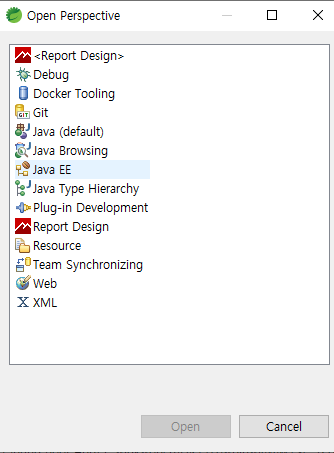 Open Perspective
<Report Design>
Debug
Docker Tooling
Git
Java (default)
Java Browsing
Java EE
Java Type Hierarchy
Plug-in Development
Report Design
Resource
Team Synchronizing
Web
XML
Open
Cancel